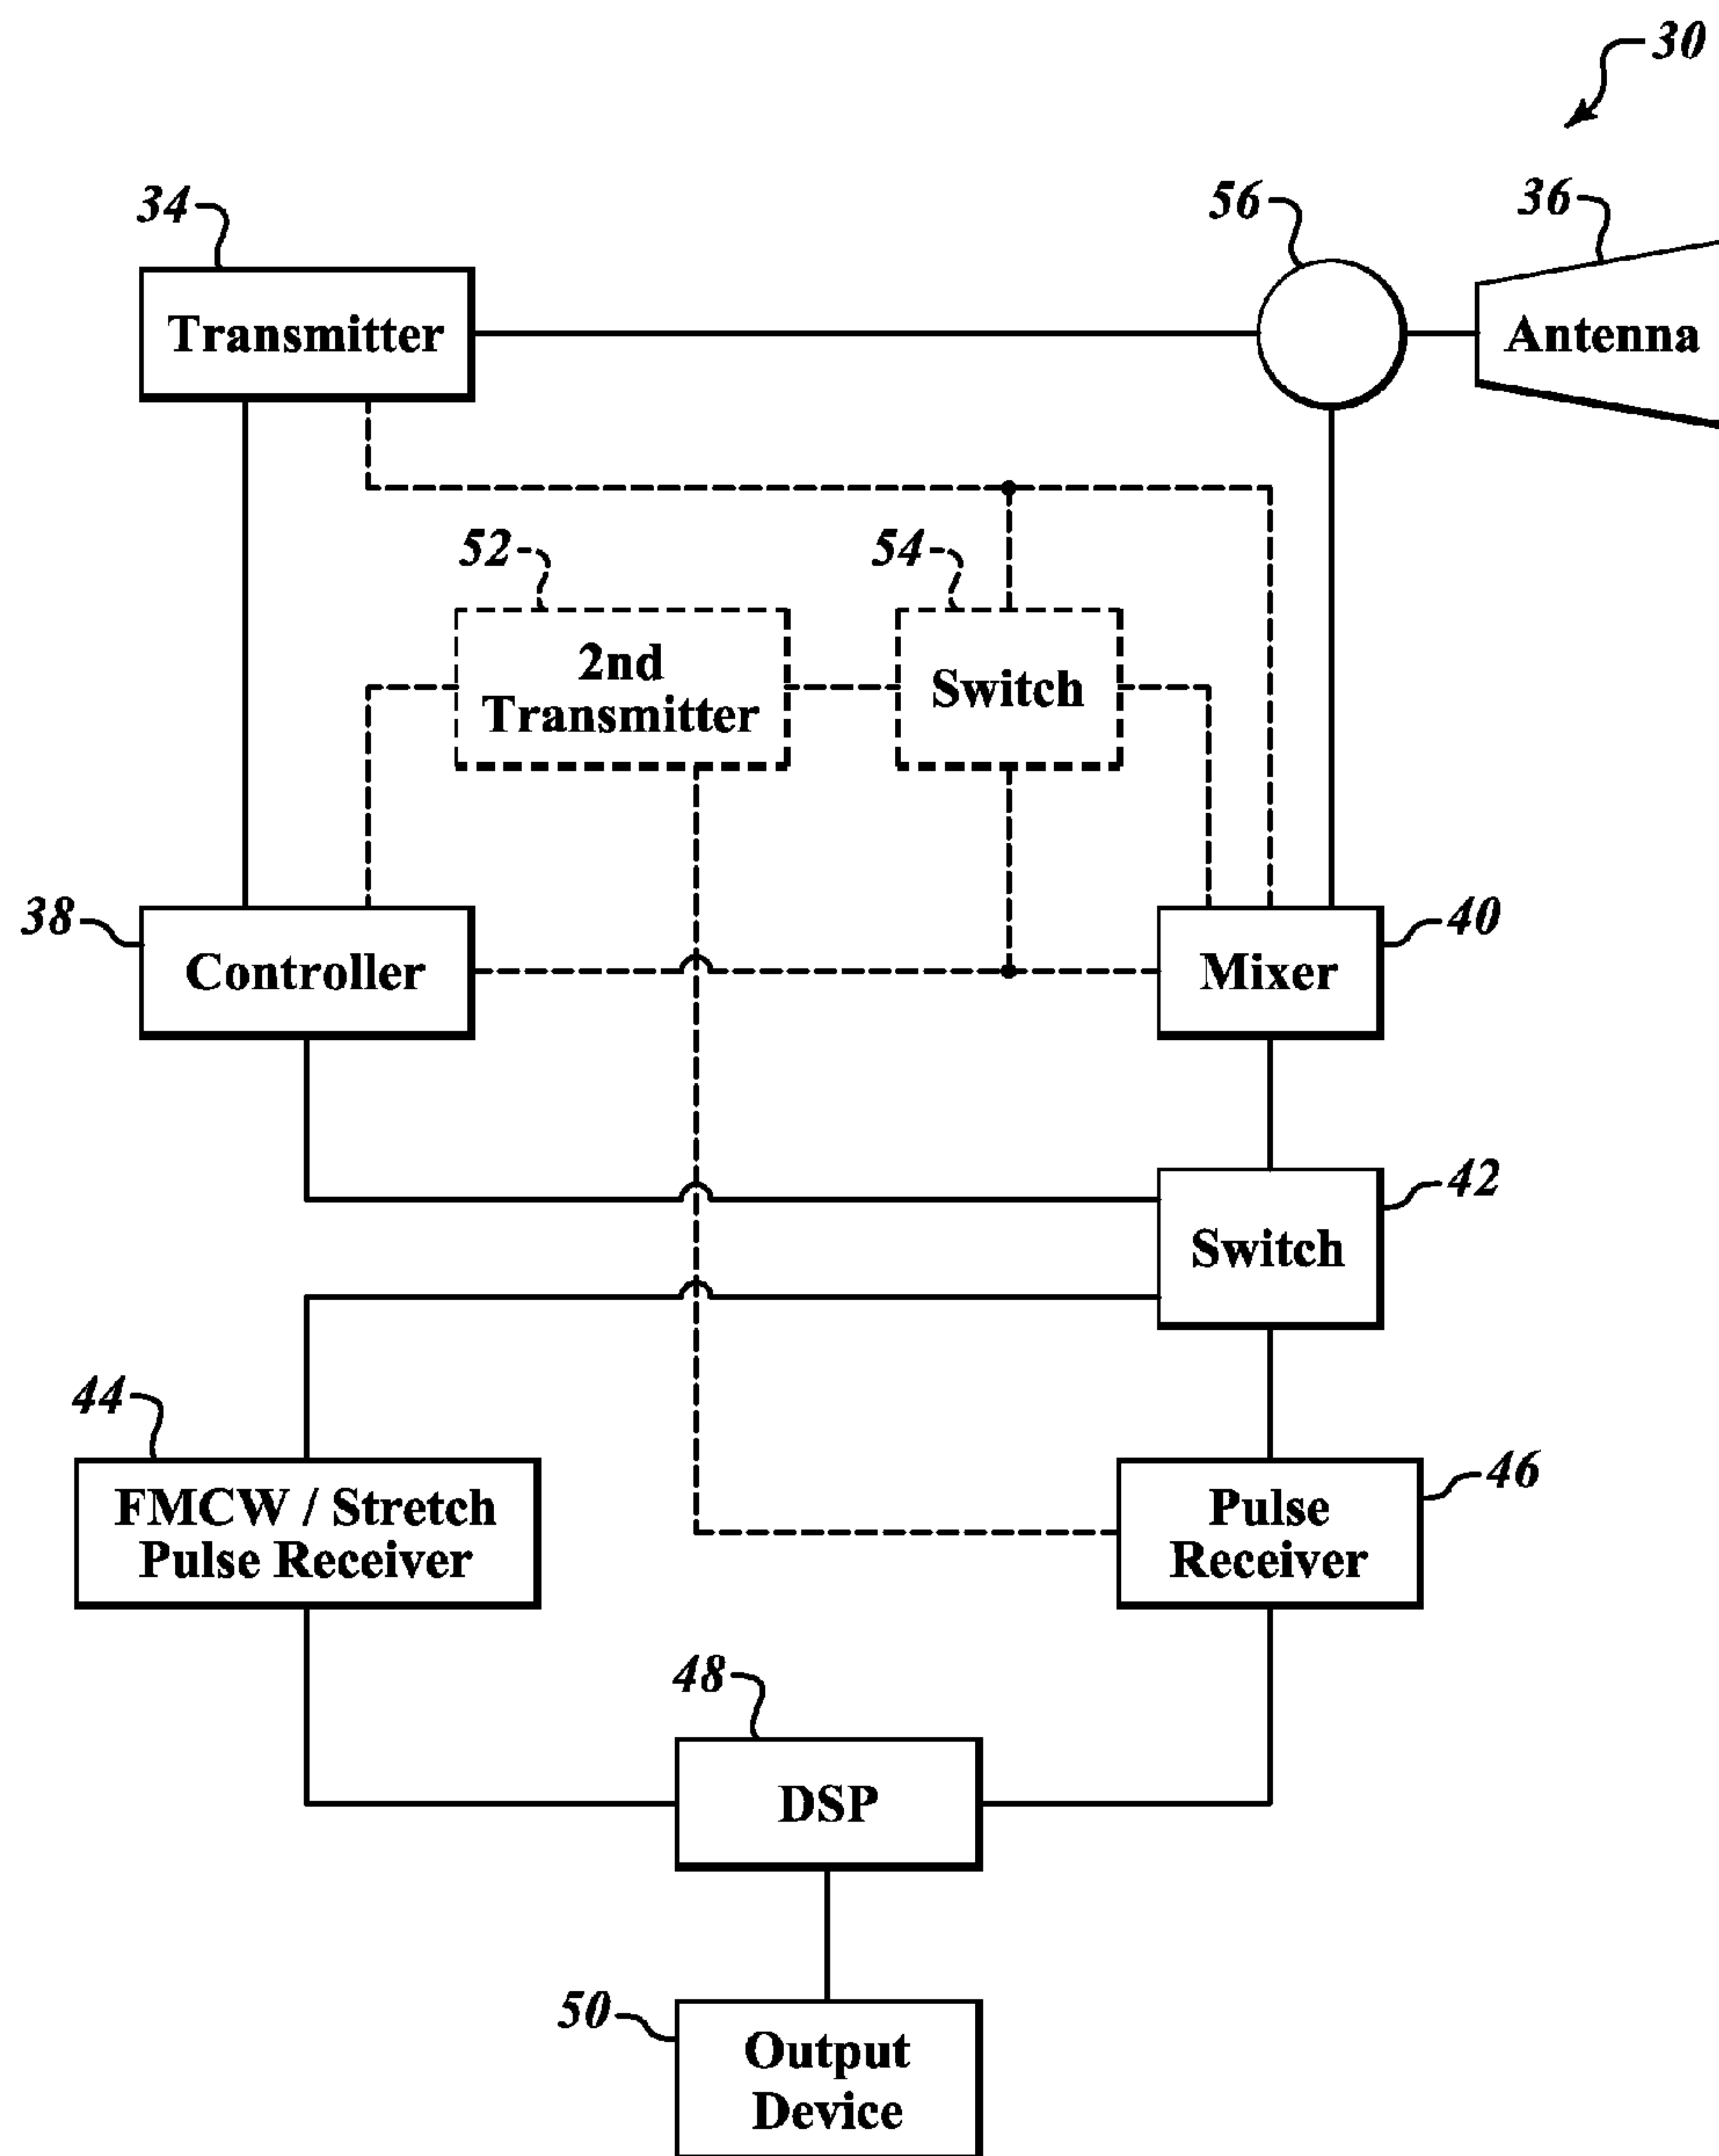 30
34
56
36
Transmitter
Antenna
52
54
2nd
Transmitter
Switch
38
40
Controller
Mixer
42
Switch
44
46
FMCW / Stretch
Pulse Receiver
Pulse
Receiver
48
DSP
50
Output
Device